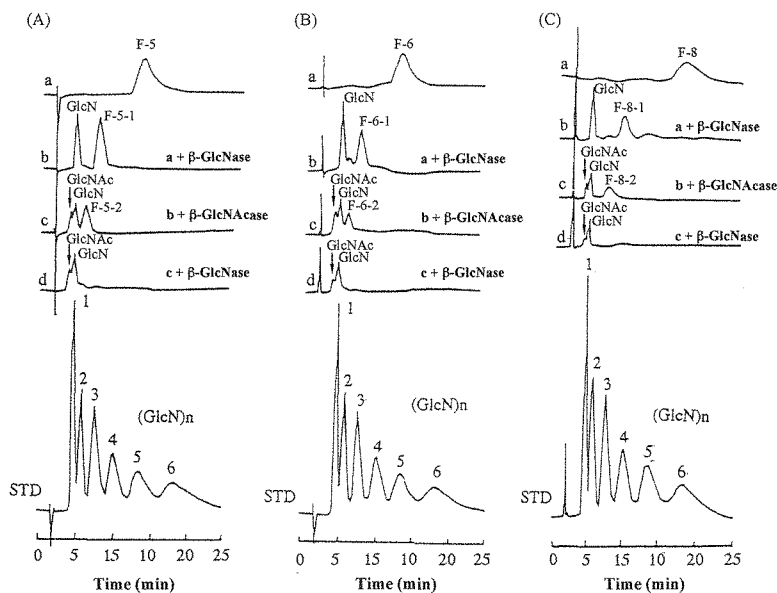 (A)
F-5
a
GlcN
F-5-1
b
a + β-GlcNase
GlcNAc
GlcN
F-5-2
c
b + β-GlcNAcase
GlcNAc
GlcN
d
c + β-GlcNase
1
2
3
(GlcN)n
4
5
6
STD
0 5 15 10 20 25
Time (min)
(B)
F-6
a
GlcN
F-6-1
b
a + β-GlcNase
GlcNAc
GlcN
F-6-2
c
b + β-GlcNAcase
GlcNAc
GlcN
d
c + β-GlcNase
1
2
3
(GlcN)n
4
5
6
STD
0 5 15 10 20 25
Time (min)
(C)
F-8
a
GlcN
F-8-1
b
a + β-GlcNase
GlcNAc
GlcN
F-8-2
c
b + β-GlcNAcase
GlcNAc
GlcN
d
c + β-GlcNase
1
2
3
(GlcN)n
4
5
6
STD
0 5 15 10 20 25
Time (min)